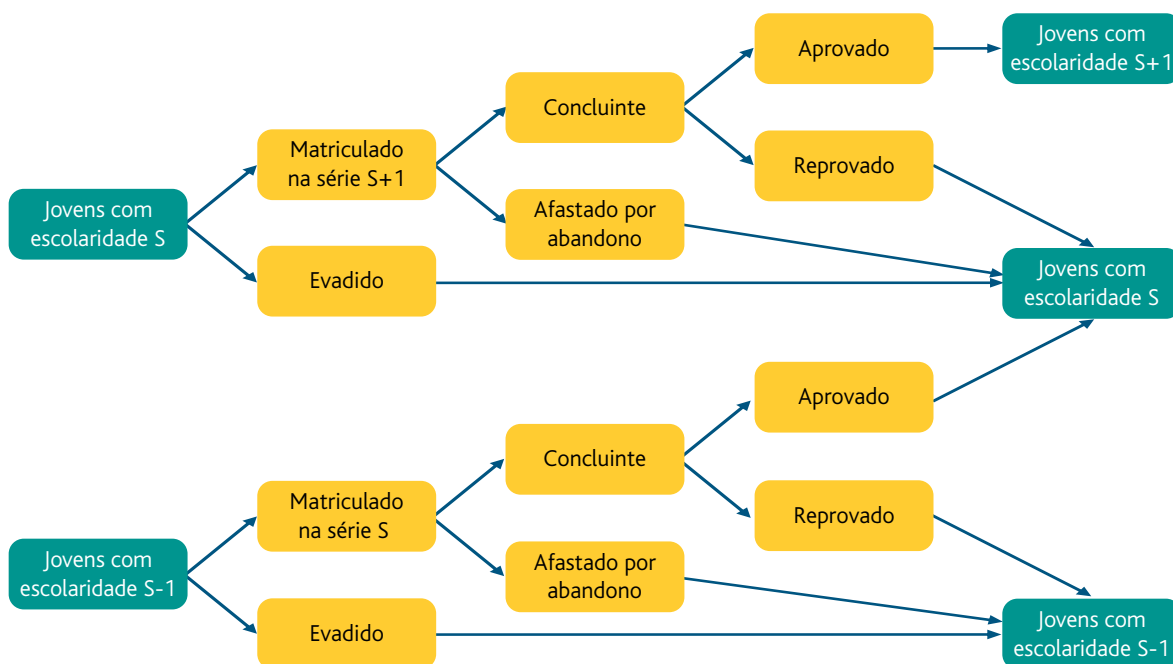 Jovens com
escolaridade S
Matriculado
na série S+1
Evadido
Concluinte
Afastado por
abandono
Aprovado
Reprovado
Jovens com
escolaridade S+1
Jovens com
escolaridade S
Jovens com
escolaridade S-1
Matriculado
na série S
Evadido
Concluinte
Afastado por
abandono
Aprovado
Reprovado
Jovens com
escolaridade S-1